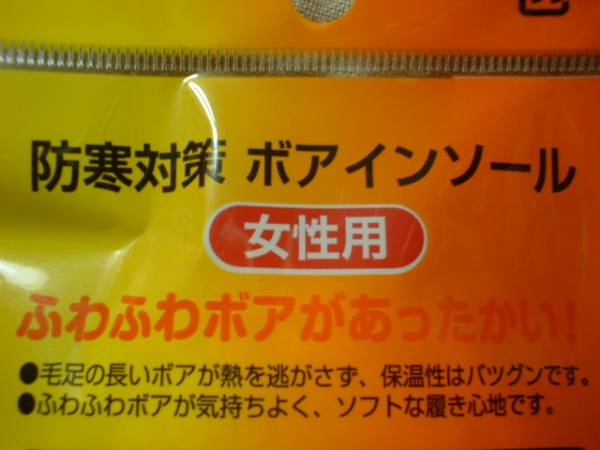 防寒対策 ボアインソール
女性用
ふわふわボアがあったかい!
●毛足の長いボアが熱を逃がさず、保温性はバツグンです。
●ふわふわボアが気持ちよく、ソフトな履き心地です。